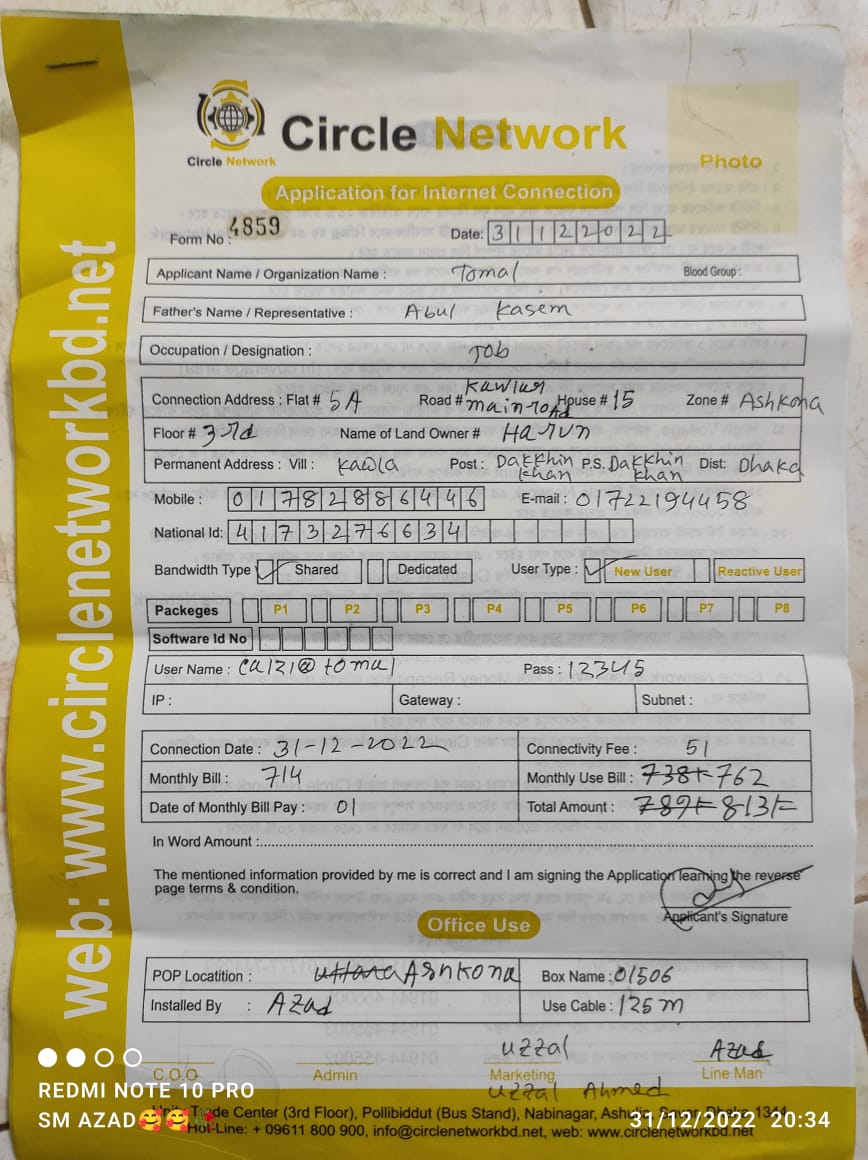 Circle Network
Circle Network
Photo
Application for Internet Connection
Form No : 4859
Date: 31122022
Applicant Name / Organization Name : Tomal Blood Group :
Father's Name / Representative : Abul Kasem
Occupation / Designation : Job
Connection Address : Flat # 5A Road # Kawlar main road House # 15 Zone # Ashkona
Floor # 3rd Name of Land Owner # Harun
Permanent Address : Vill : Kaola Post : Dakkhin khan P.S. Dakkhin khan Dist: Dhaka
Mobile : 01782886446 E-mail : 01722194458
National Id: 4173276634
Bandwidth Type Shared Dedicated User Type : New User Reactive User
Packeges P1 P2 P3 P4 P5 P6 P7 P8
Software Id No
User Name : ca121@tomal Pass : 12345
IP : Gateway : Subnet :
Connection Date : 31-12-2022 Connectivity Fee : 51
Monthly Bill : 714 Monthly Use Bill : 738/= 762
Date of Monthly Bill Pay : 01 Total Amount : 789/= 813/=
In Word Amount :
The mentioned information provided by me is correct and I am signing the Application learning the reverse
page terms & condition.
Applicant's Signature
Office Use
POP Locatition : Uttara Ashkona Box Name : 01506
Installed By : Azad Use Cable : 125m
Uzzal Azad
C.O.O Admin Marketing Line Man
Uzzal Ahmed
Trade Center (3rd Floor), Pollibiddut (Bus Stand), Nabinagar, Ashulia, Savar, Dhaka 1344
Hot-Line: + 09611 800 900, info@circlenetworkbd.net, web: www.circlenetworkbd.net
web: www.circlenetworkbd.net
REDMI NOTE 10 PRO
SM AZAD🥰🥰🌹
31/12/2022 20:34